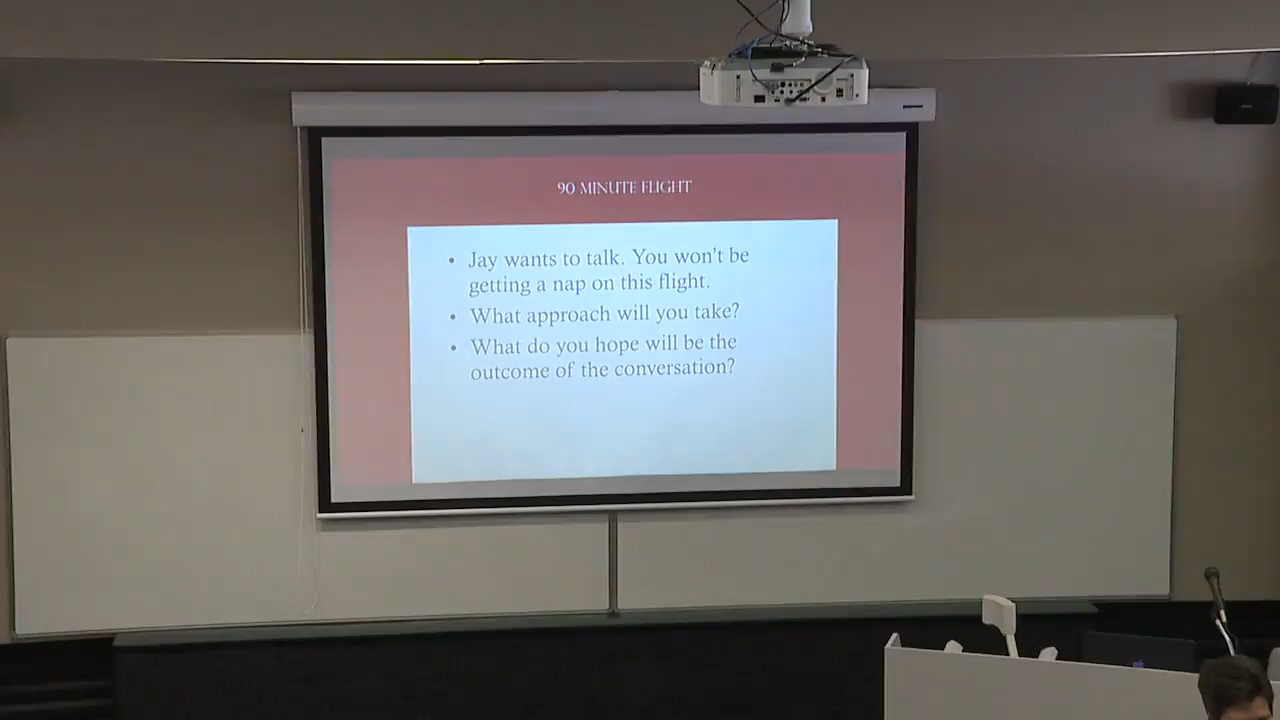 90 MINUTE FLIGHT
• Jay wants to talk. You won't be
getting a nap on this flight.
• What approach will you take?
• What do you hope will be the
outcome of the conversation?